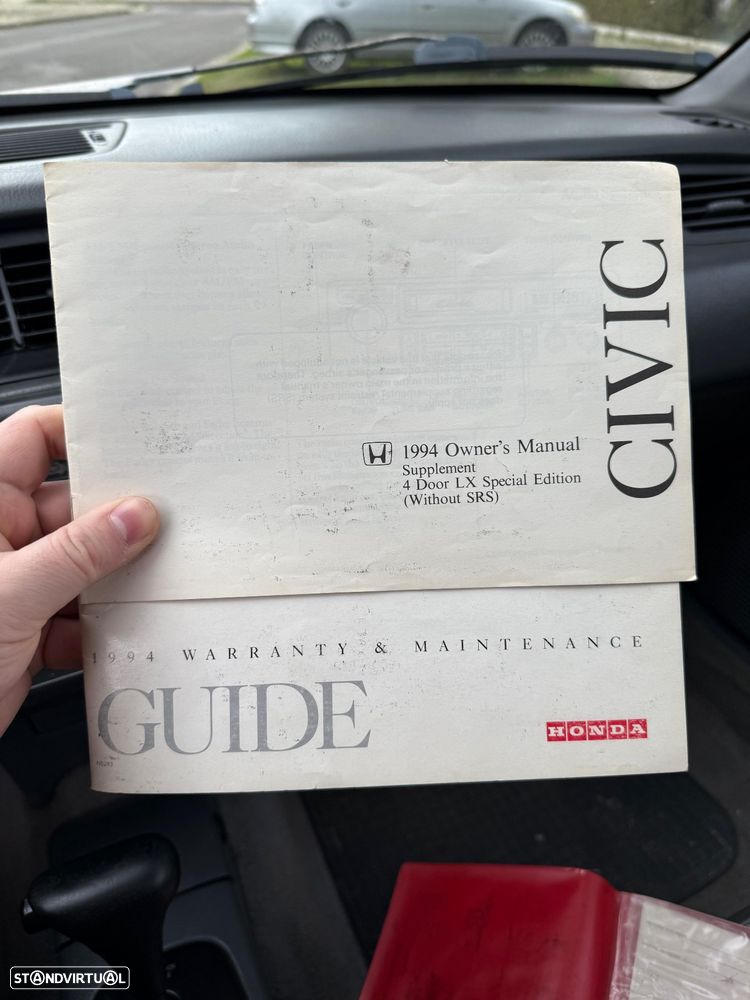 CIVIC
1994 Owner's Manual
Supplement
4 Door LX Special Edition
(Without SRS)
1994 WARRANTY & MAINTENANCE
GUIDE
HONDA
STANDVIRTUAL